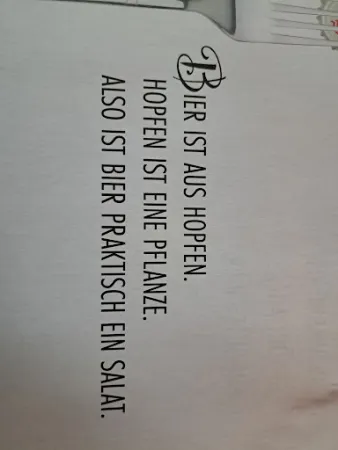 BIER IST AUS HOPFEN.
HOPFEN IST EINE PFLANZE.
ALSO IST BIER PRAKTISCH EIN SALAT.